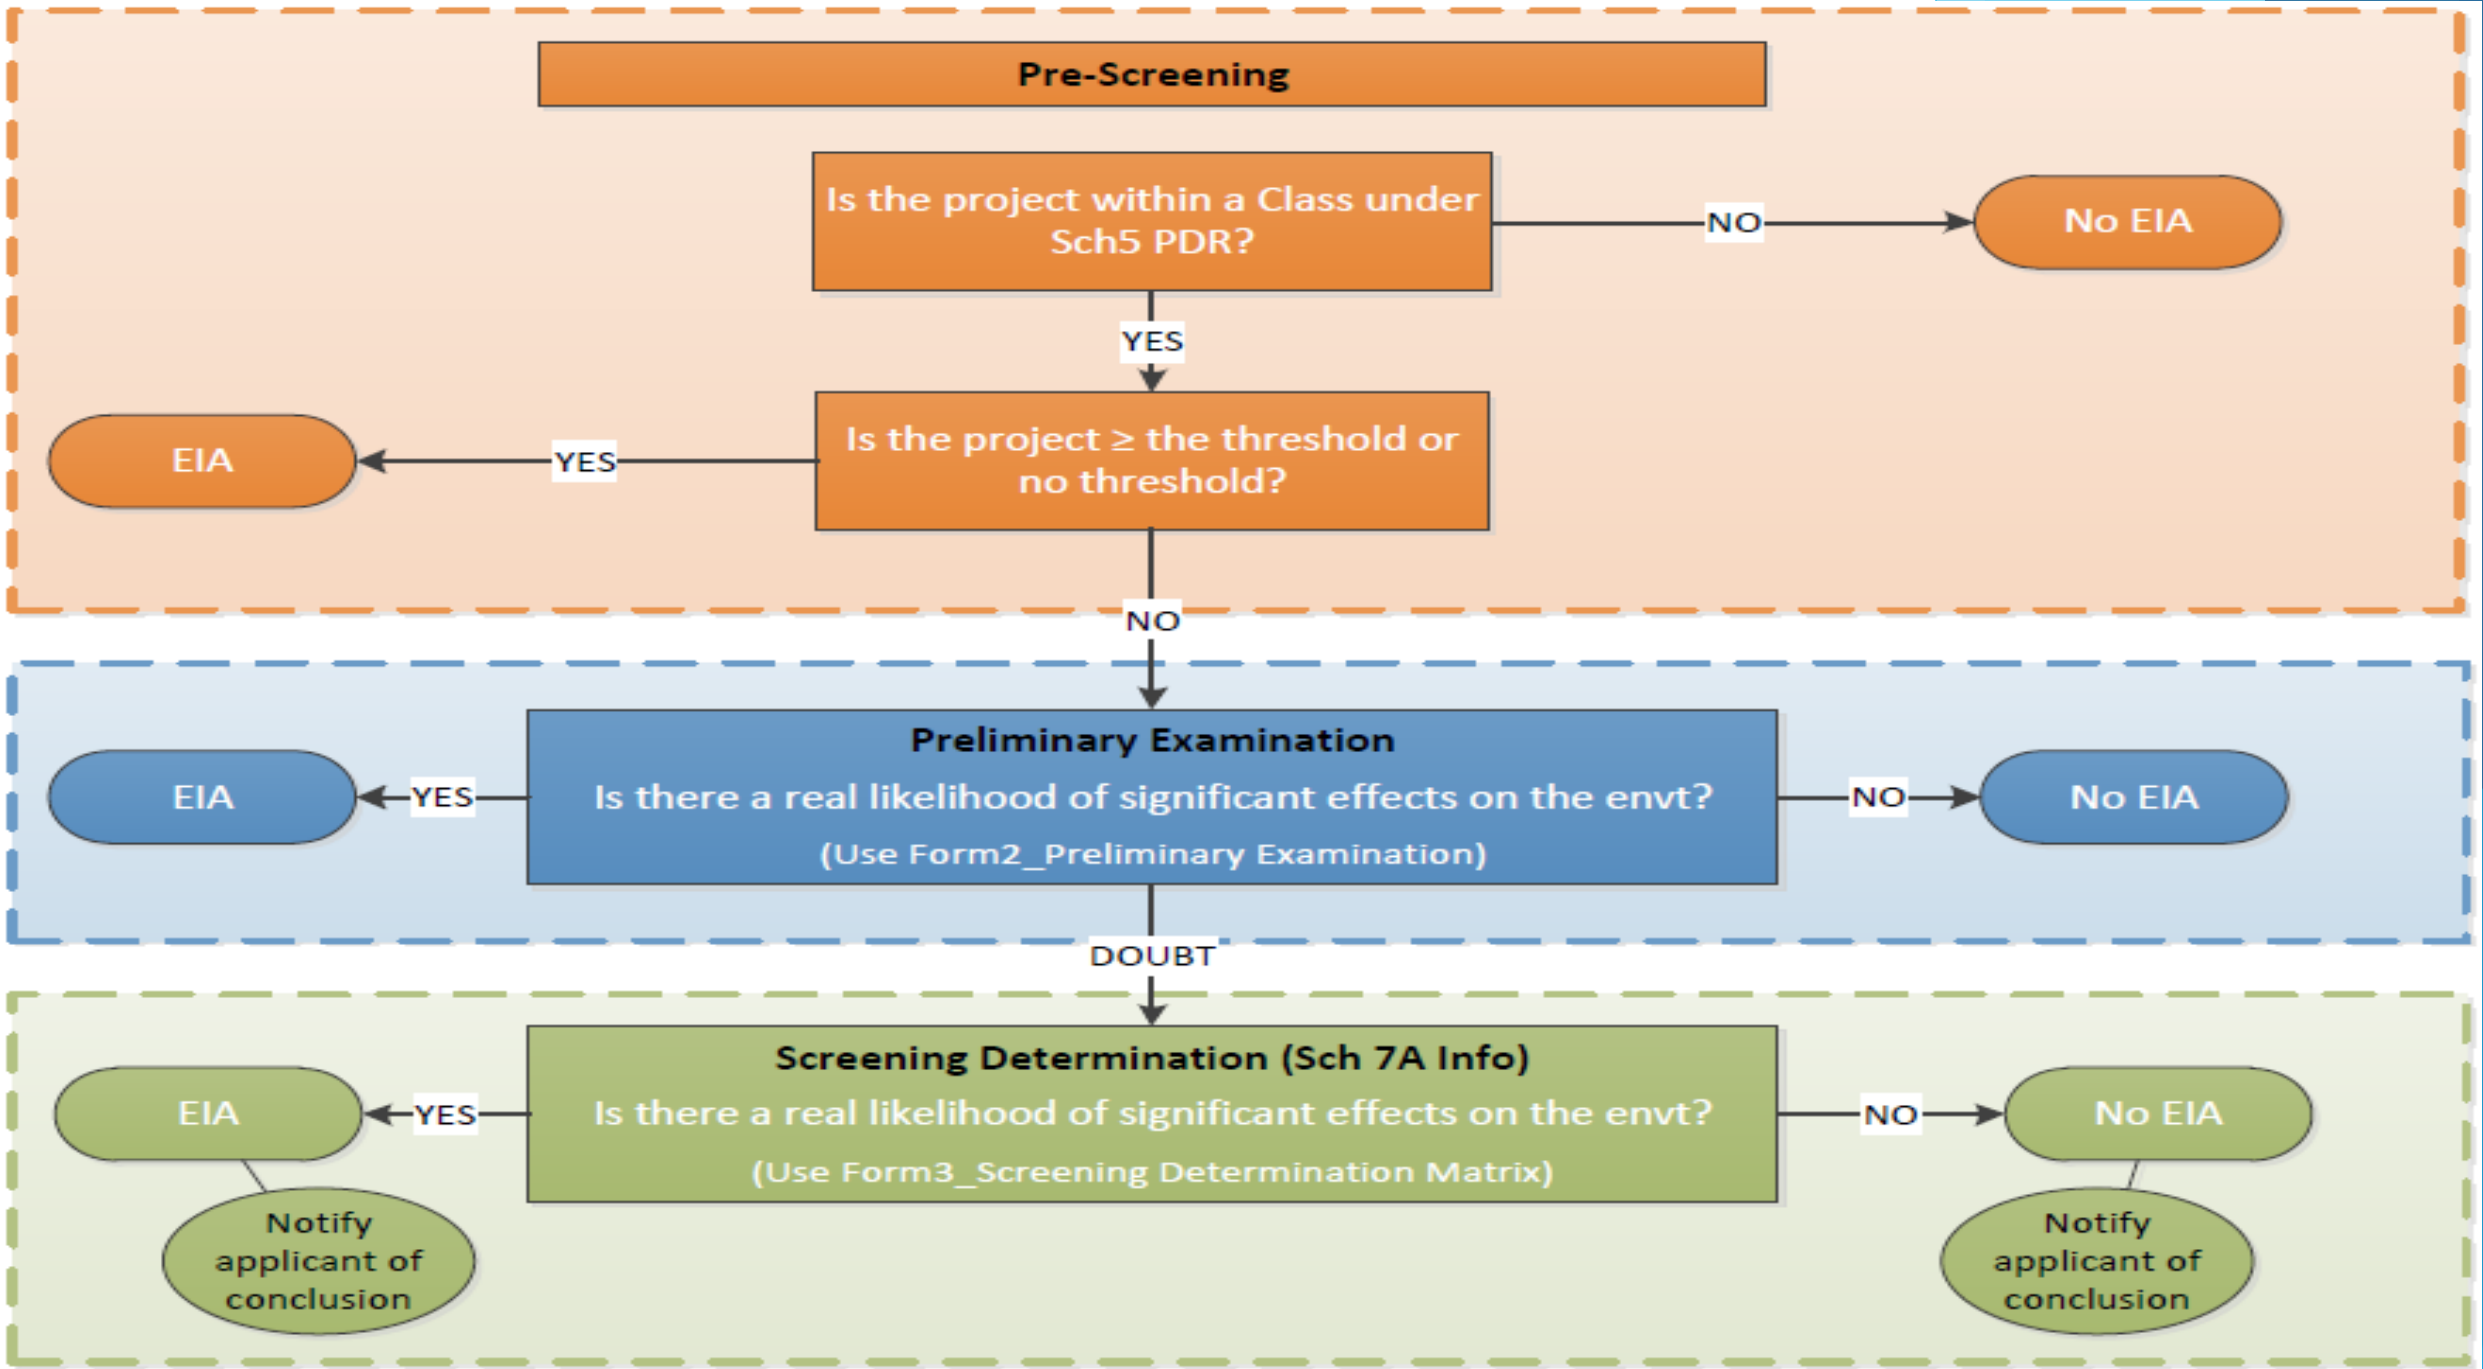 Pre-Screening
Is the project within a Class under
Sch5 PDR?
NO
No EIA
YES
EIA
YES
Is the project ≥ the threshold or
no threshold?
NO
Preliminary Examination
EIA
YES
Is there a real likelihood of significant effects on the envt?
NO
No EIA
(Use Form2_Preliminary Examination)
DOUBT
Screening Determination (Sch 7A Info)
EIA
YES
Is there a real likelihood of significant effects on the envt?
NO
No EIA
(Use Form3_Screening Determination Matrix)
Notify
applicant of
conclusion
Notify
applicant of
conclusion